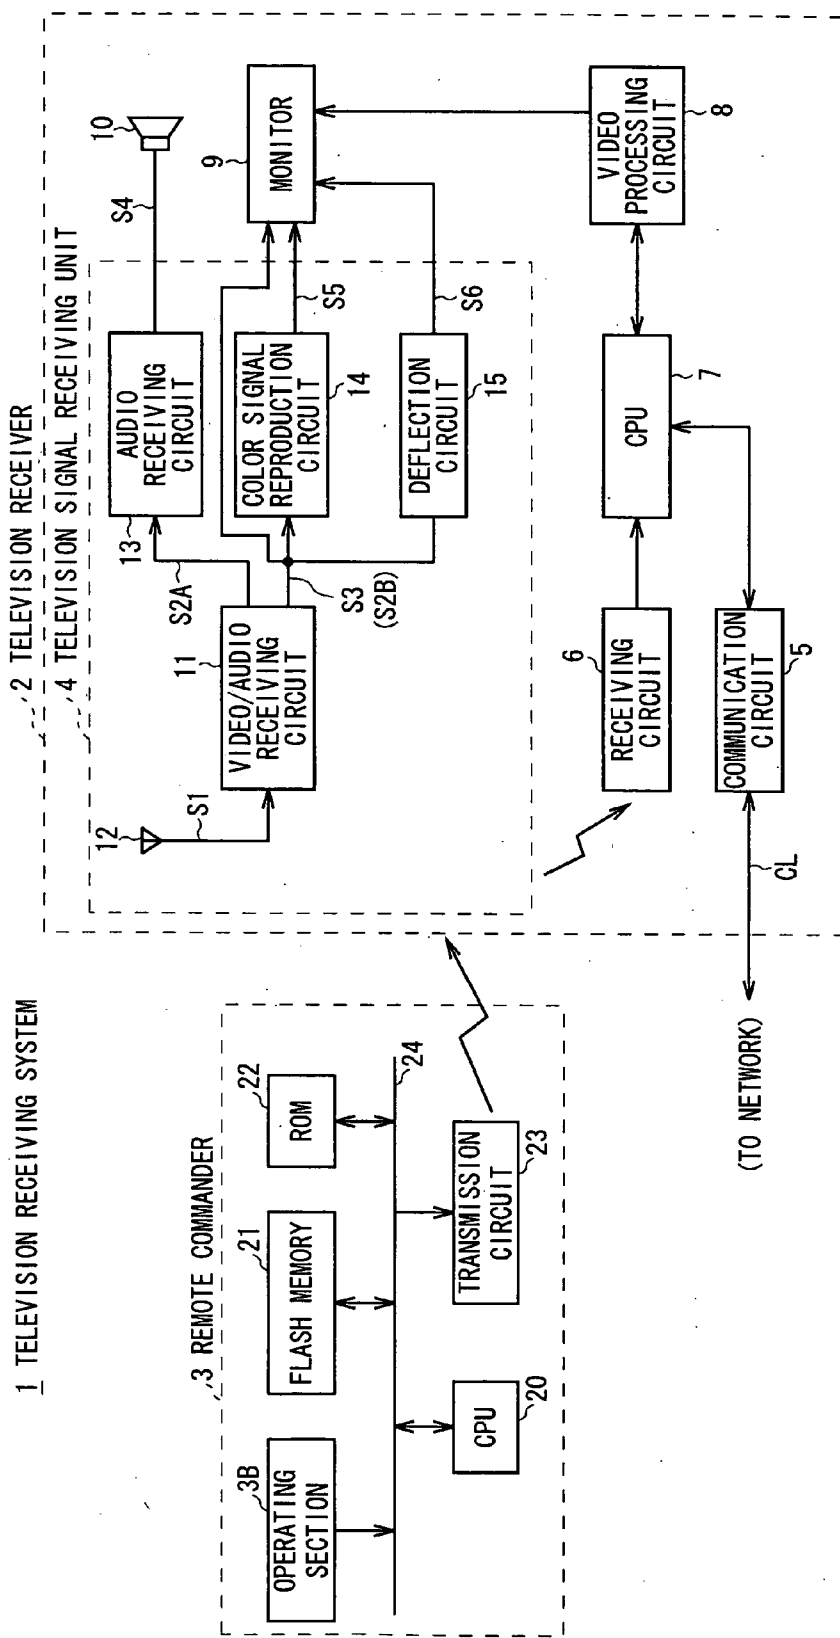 1 TELEVISION RECEIVING SYSTEM
2 TELEVISION RECEIVER
4 TELEVISION SIGNAL RECEIVING UNIT
12
S1
11
VIDEO/AUDIO
RECEIVING
CIRCUIT
S2A
S3
(S2B)
13
AUDIO
RECEIVING
CIRCUIT
S4
10
COLOR SIGNAL
REPRODUCTION
CIRCUIT
14
S5
9
MONITOR
DEFLECTION
CIRCUIT
15
S6
6
RECEIVING
CIRCUIT
CPU
7
VIDEO
PROCESSING
CIRCUIT
8
COMMUNICATION
CIRCUIT
5
CL
(TO NETWORK)
3 REMOTE COMMANDER
3B
OPERATING
SECTION
21
FLASH MEMORY
22
ROM
24
CPU
20
TRANSMISSION
CIRCUIT
23